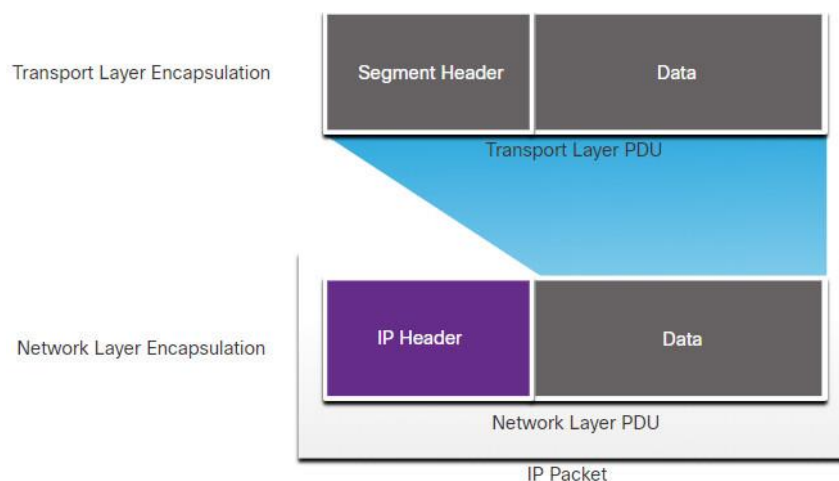 Transport Layer Encapsulation
Segment Header
Data
Transport Layer PDU
Network Layer Encapsulation
IP Header
Data
Network Layer PDU
IP Packet